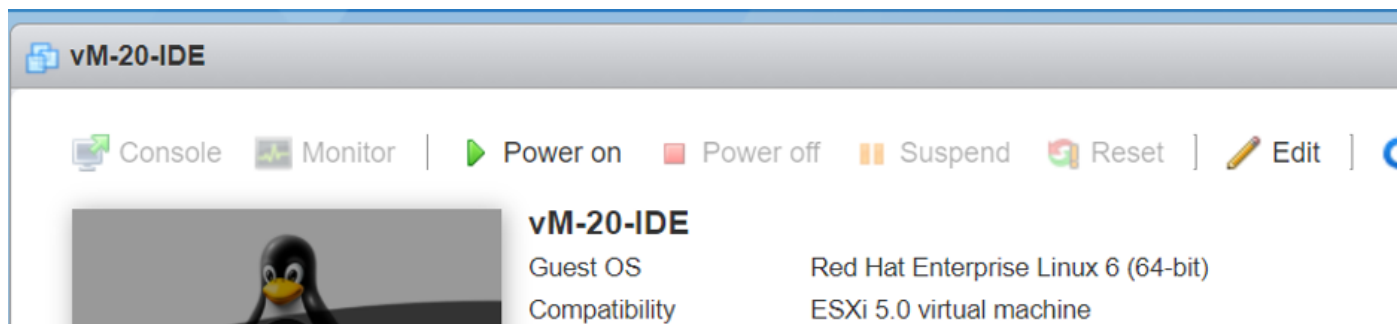 vM-20-IDE
Console Monitor Power on Power off Suspend Reset Edit
vM-20-IDE
Guest OS Red Hat Enterprise Linux 6 (64-bit)
Compatibility ESXi 5.0 virtual machine